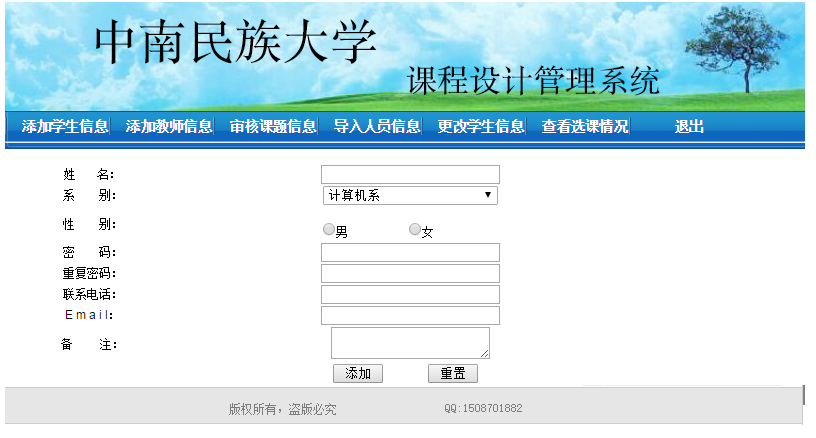 中南民族大学
课程设计管理系统
添加学生信息 添加教师信息 审核课题信息 导入人员信息 更改学生信息 查看选课情况 退出
姓 名:
系 别: 计算机系
性 别: 男 女
密 码:
重复密码:
联系电话:
Email:
备 注:
添加 重置
版权所有，盗版必究 QQ:1508701882